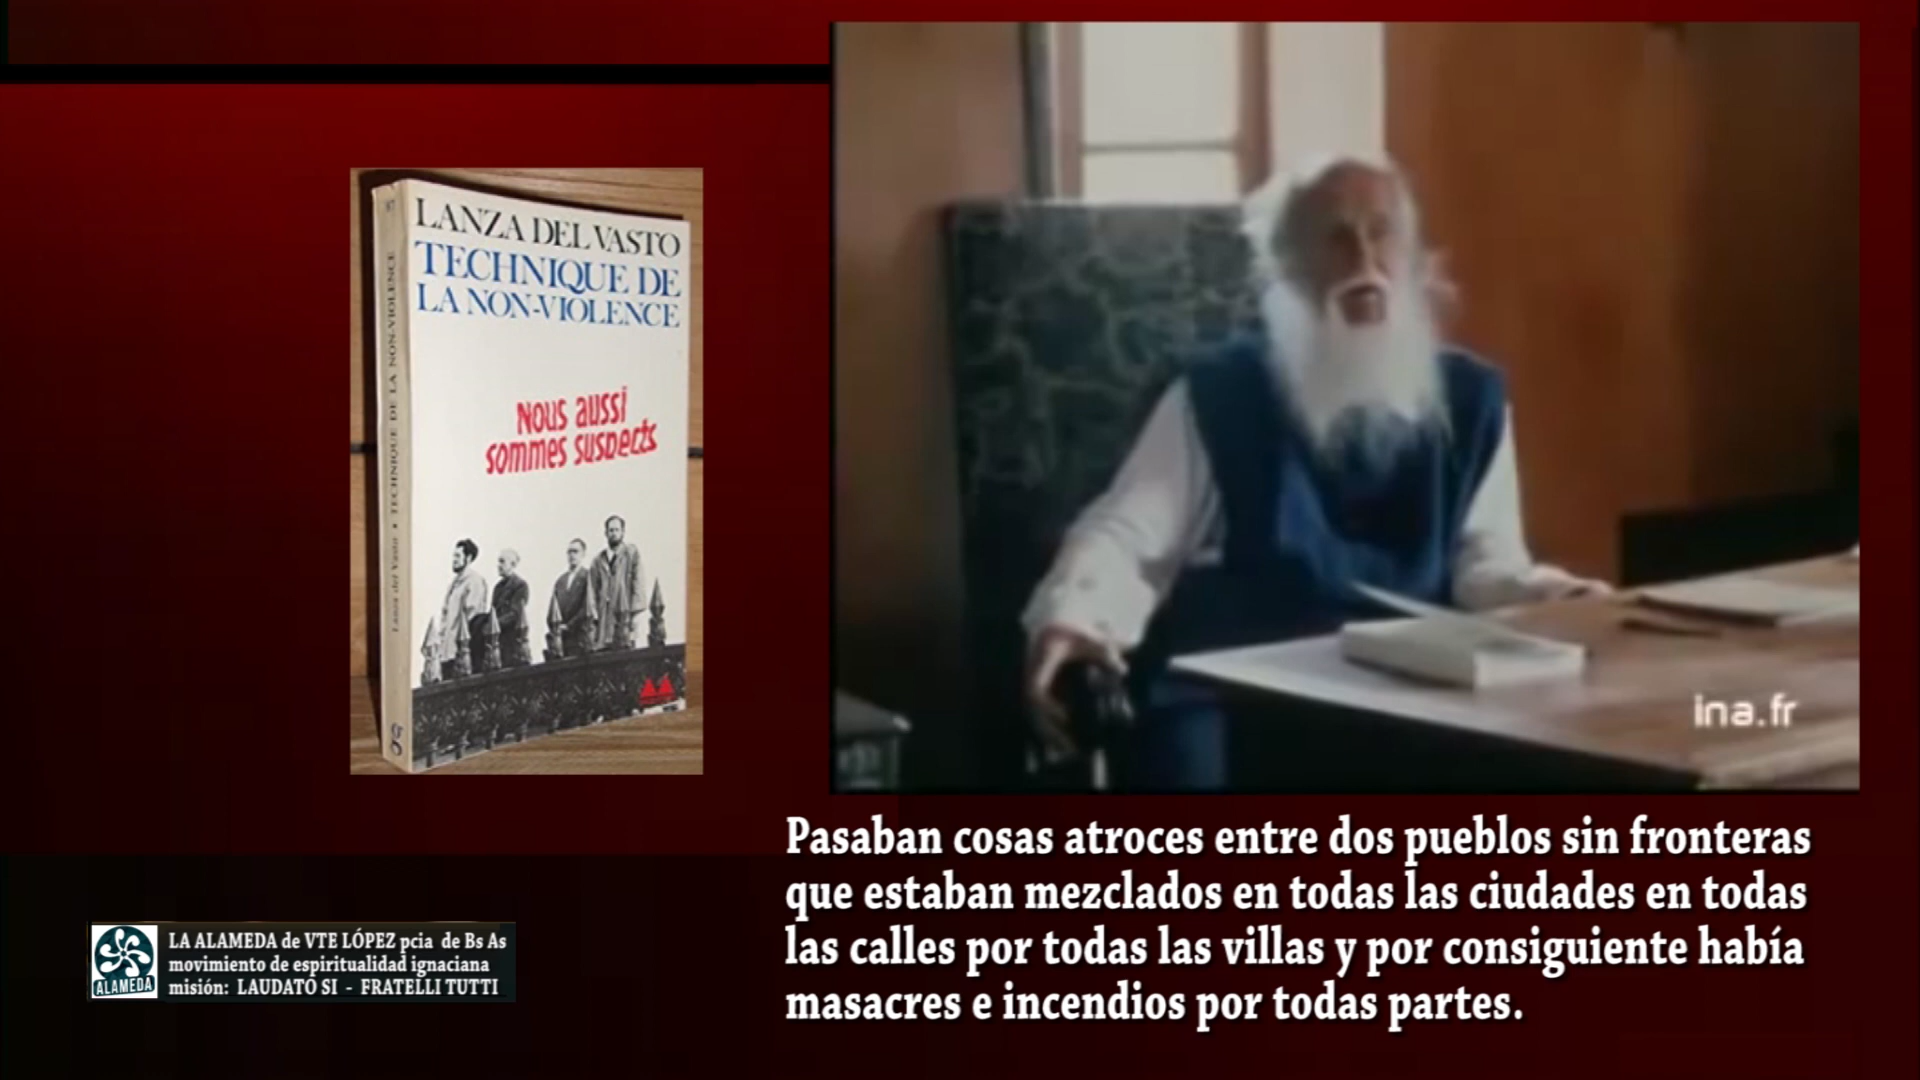 LANZA DEL VASTO
TECHNIQUE DE
LA NON-VIOLENCE
Nous aussi
sommes suspects
Lanza del Vasto • TECHNIQUE DE LA NON-VIOLENCE
g
ina.fr
Pasaban cosas atroces entre dos pueblos sin fronteras
que estaban mezclados en todas las ciudades en todas
las calles por todas las villas y por consiguiente había
masacres e incendios por todas partes.
ALAMEDA
LA ALAMEDA de VTE LÓPEZ pcia de Bs As
movimiento de espiritualidad ignaciana
misión: LAUDATO SI - FRATELLI TUTTI